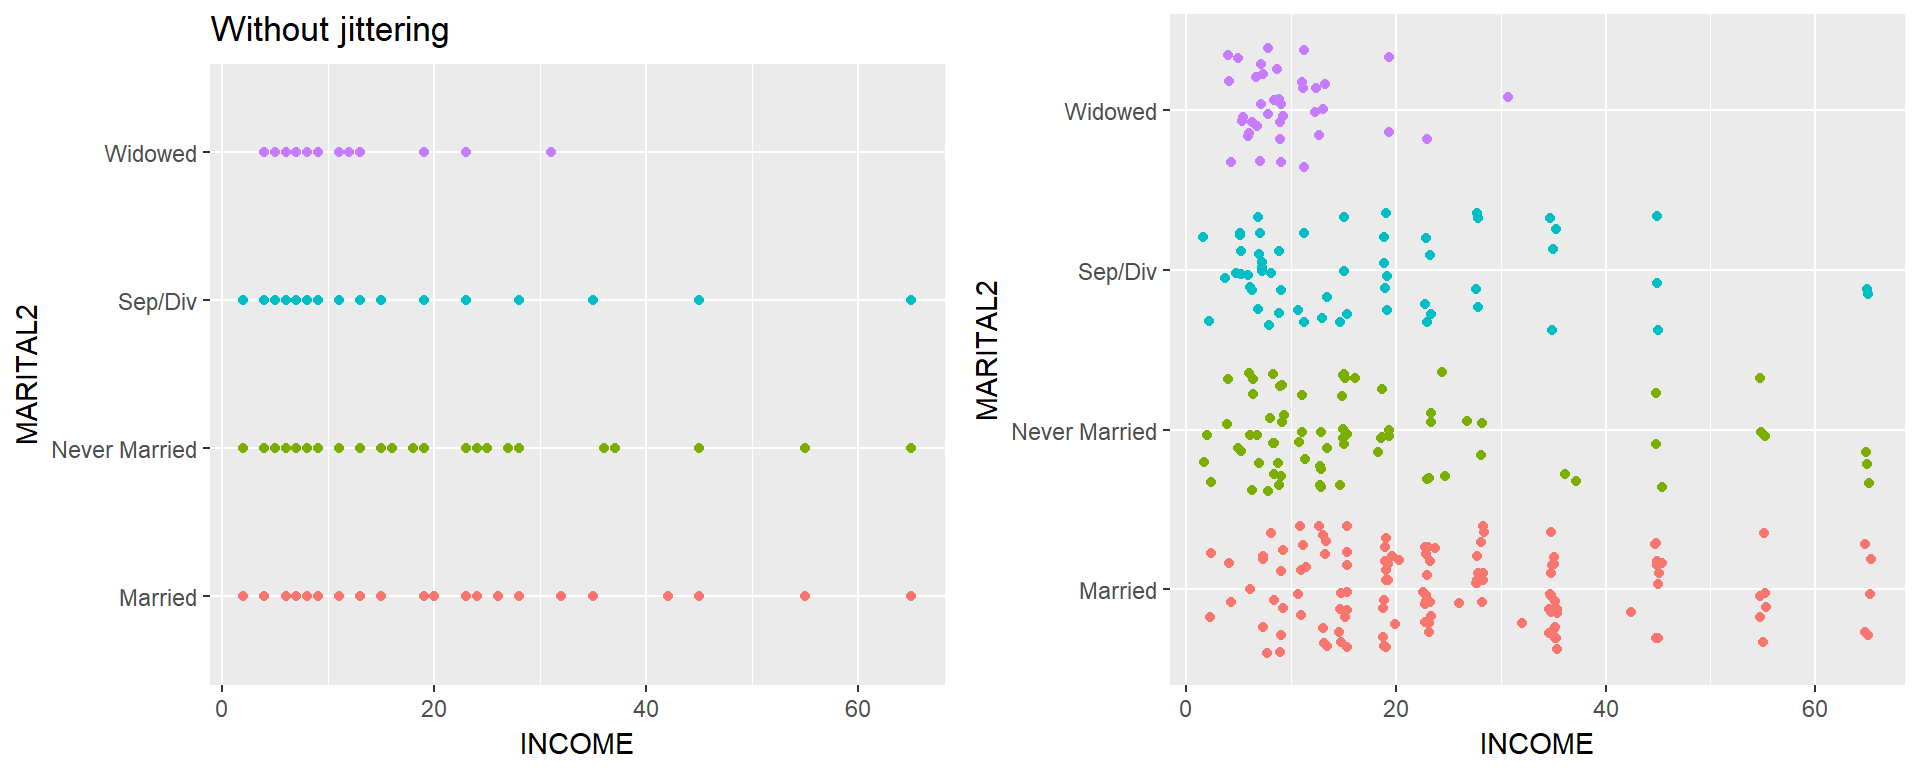 Without jittering
MARITAL2
Widowed
Sep/Div
Never Married
Married
0 20 40 60
INCOME
MARITAL2
Widowed
Sep/Div
Never Married
Married
0 20 40 60
INCOME